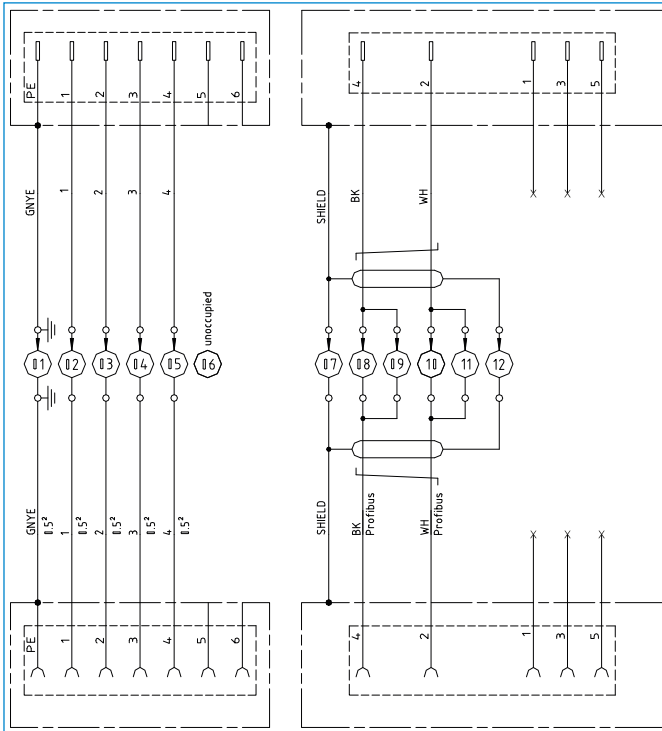 PE 1 2 3 4 5 6
4 2 1 3 5
GNYE 1 2 3 4
SHIELD BK WH
unoccupied
01 02 03 04 05 06
07 08 09 10 11 12
GNYE 0.5² 1 0.5² 2 0.5² 3 0.5² 4 0.5²
SHIELD BK Profibus WH Profibus
PE 1 2 3 4 5 6
4 2 1 3 5